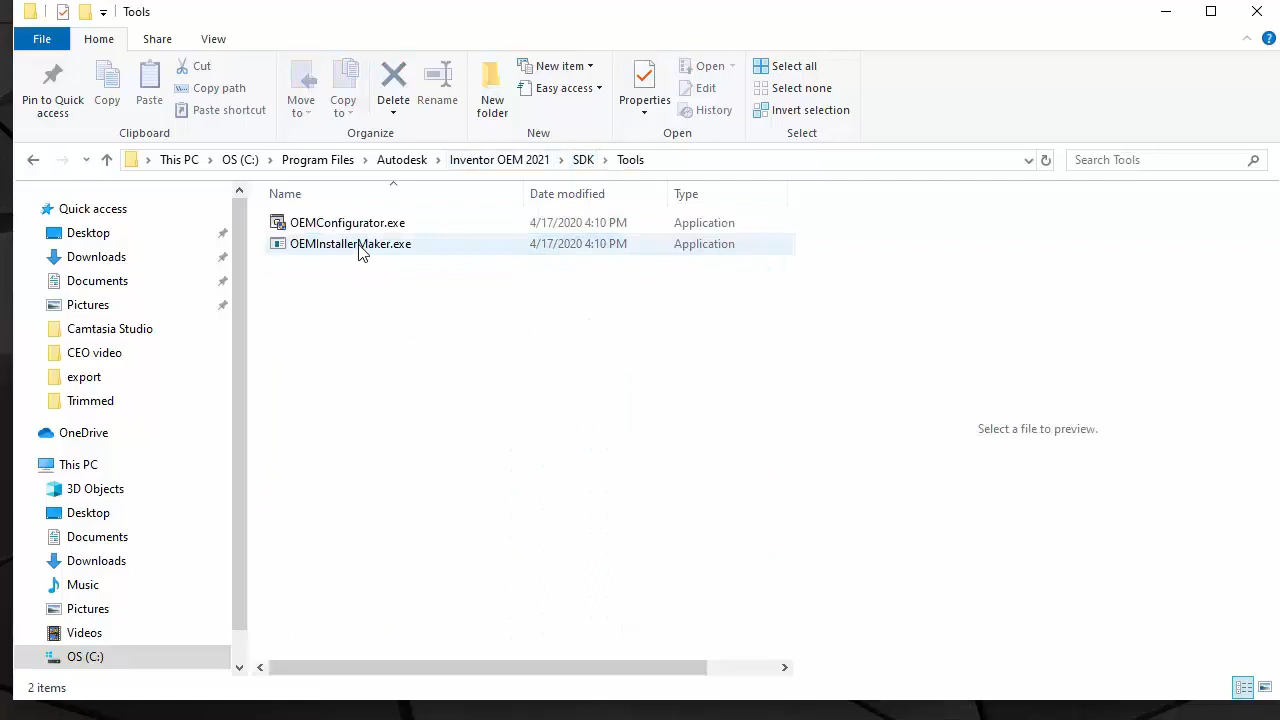 Tools
File Home Share View
Pin to Quick access
Copy
Paste
Cut
Copy path
Paste shortcut
Clipboard
Move to
Copy to
Delete
Rename
Organize
New folder
New item
Easy access
New
Properties
Open
Edit
History
Open
Select all
Select none
Invert selection
Select
This PC OS (C:) Program Files Autodesk Inventor OEM 2021 SDK Tools
Search Tools
Quick access
Desktop
Downloads
Documents
Pictures
Camtasia Studio
CEO video
export
Trimmed
OneDrive
This PC
3D Objects
Desktop
Documents
Downloads
Music
Pictures
Videos
OS (C:)
Name Date modified Type
OEMConfigurator.exe 4/17/2020 4:10 PM Application
OEMInstallerMaker.exe 4/17/2020 4:10 PM Application
Select a file to preview.
2 items